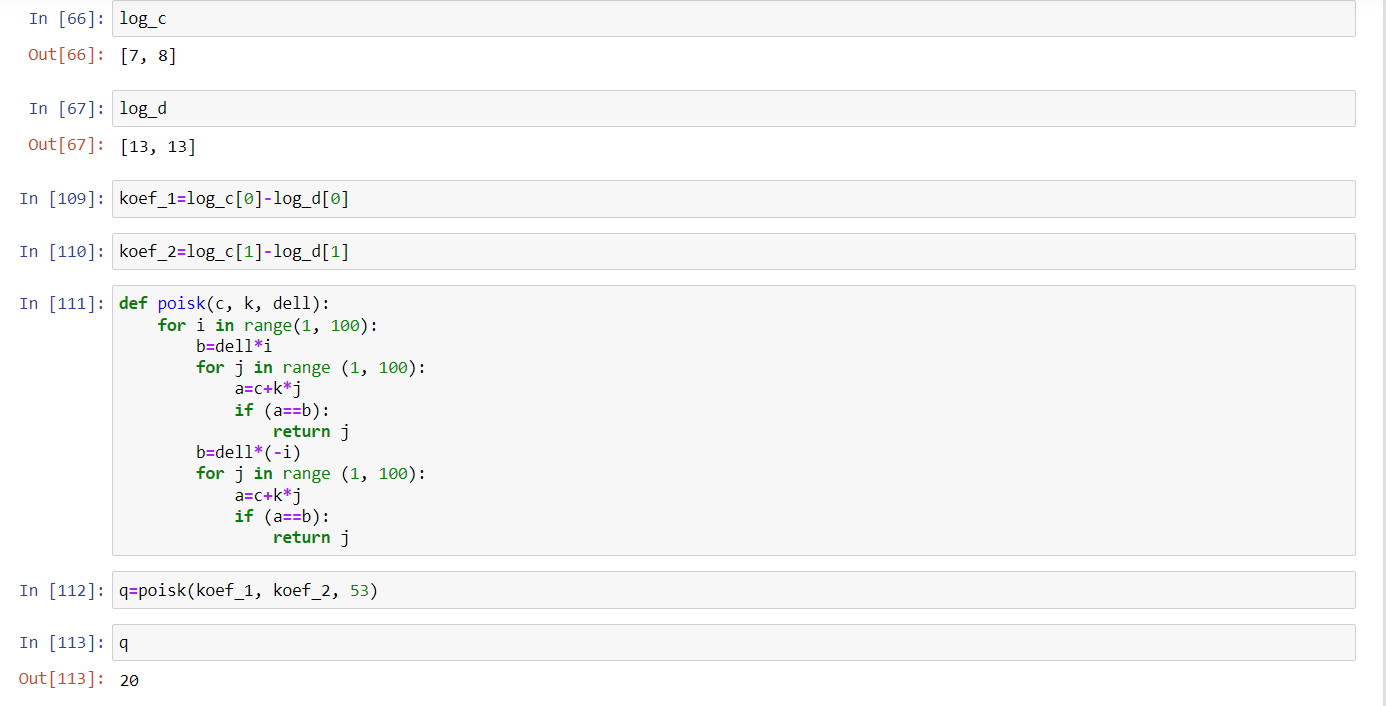 In [66]: log_c
Out[66]: [7, 8]
In [67]: log_d
Out[67]: [13, 13]
In [109]: koef_1=log_c[0]-log_d[0]
In [110]: koef_2=log_c[1]-log_d[1]
In [111]: def poisk(c, k, dell):
    for i in range(1, 100):
        b=dell*i
        for j in range (1, 100):
            a=c+k*j
            if (a==b):
                return j
        b=dell*(-i)
        for j in range (1, 100):
            a=c+k*j
            if (a==b):
                return j
In [112]: q=poisk(koef_1, koef_2, 53)
In [113]: q
Out[113]: 20